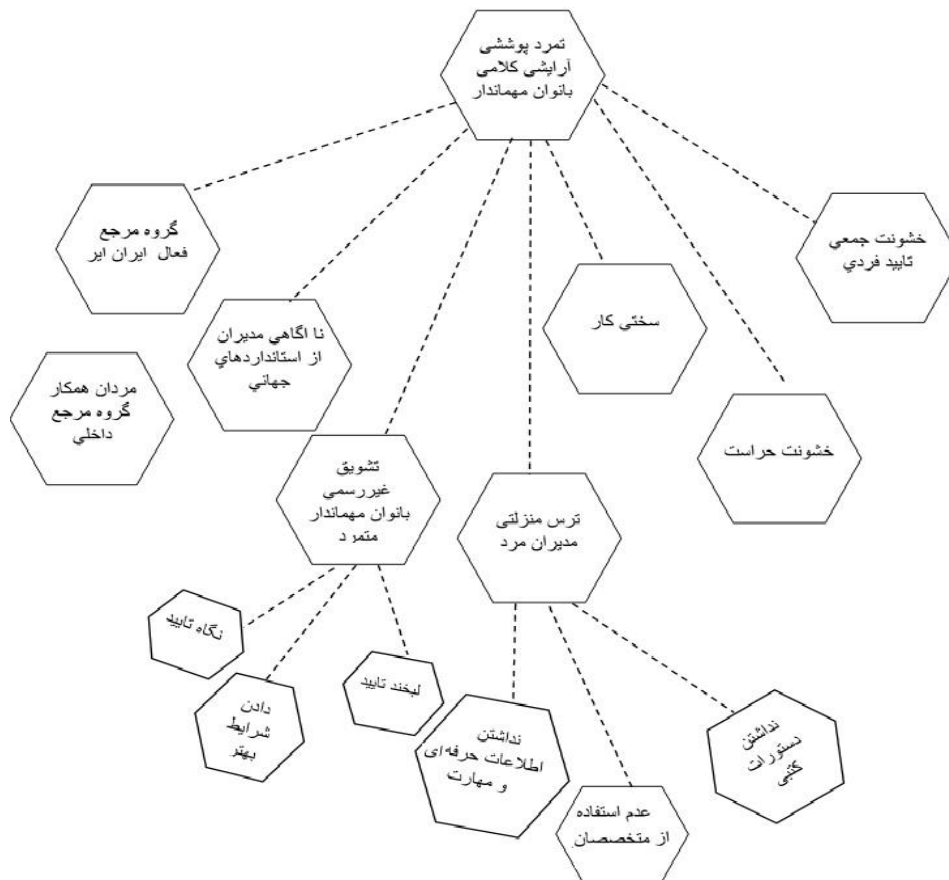 تمرد پوششی
آرایشی کلامی
بانوان مهماندار
گروه مرجع
فعال ایران ایر
خشونت جمعي
تاييد فردي
نا اگاهي مديران
از استانداردهاي
جهاني
سختي کار
مردان همکار
گروه مرجع
داخلي
خشونت حراست
تشويق
غيررسمي
بانوان مهماندار
متمرد
ترس منزلتی
مدیران مرد
نگاه تایید
لبخند تایید
دادن
شرایط
بهتر
نداشتن
اطلاعات حرفه‌ای
و مهارت
نداشتن
دستورات
کتبی
عدم استفاده
از متخصصان.